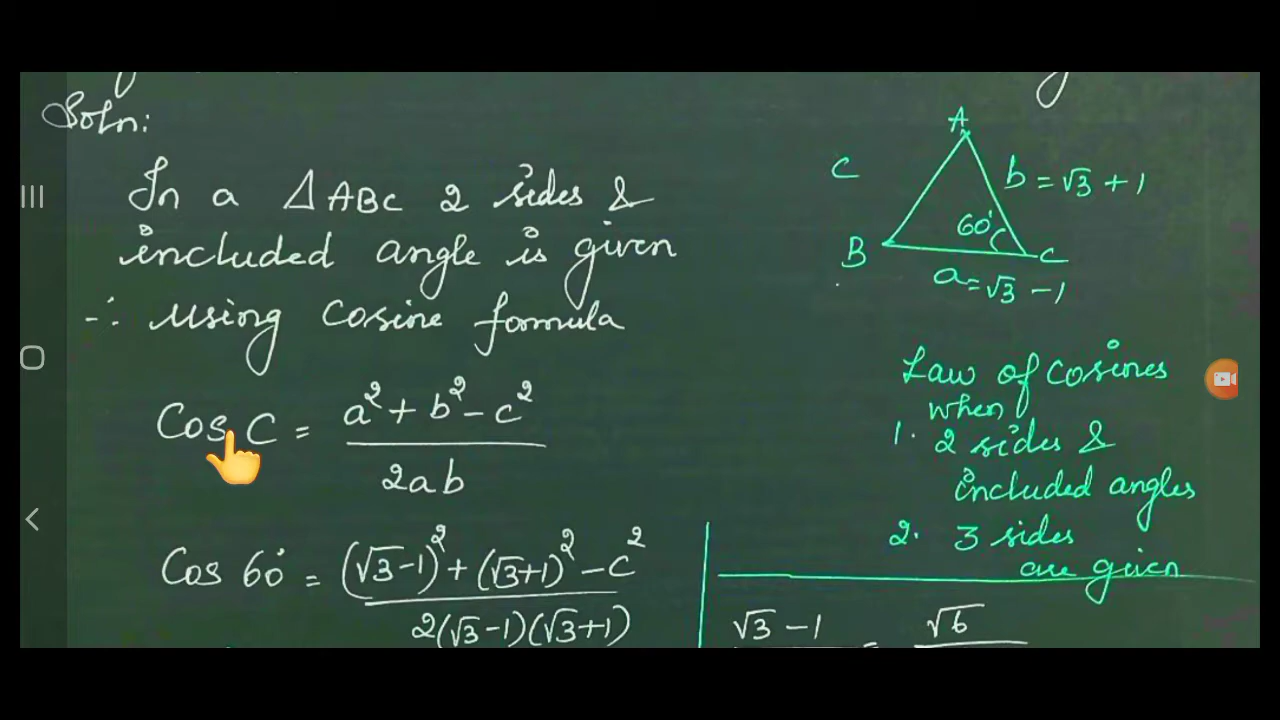 Soln:
In a △ABC 2 sides &
included angle is given
∴ using cosine formula
Cos C = a² + b² - c²
2ab
Cos 60° = (√3-1)² + (√3+1)² - c²
2(√3-1)(√3+1)
A
C
b = √3 + 1
60°
B
C
a = √3 - 1
Law of cosines
when
1. 2 sides &
included angles
2. 3 sides
are given
√3 - 1 = √6